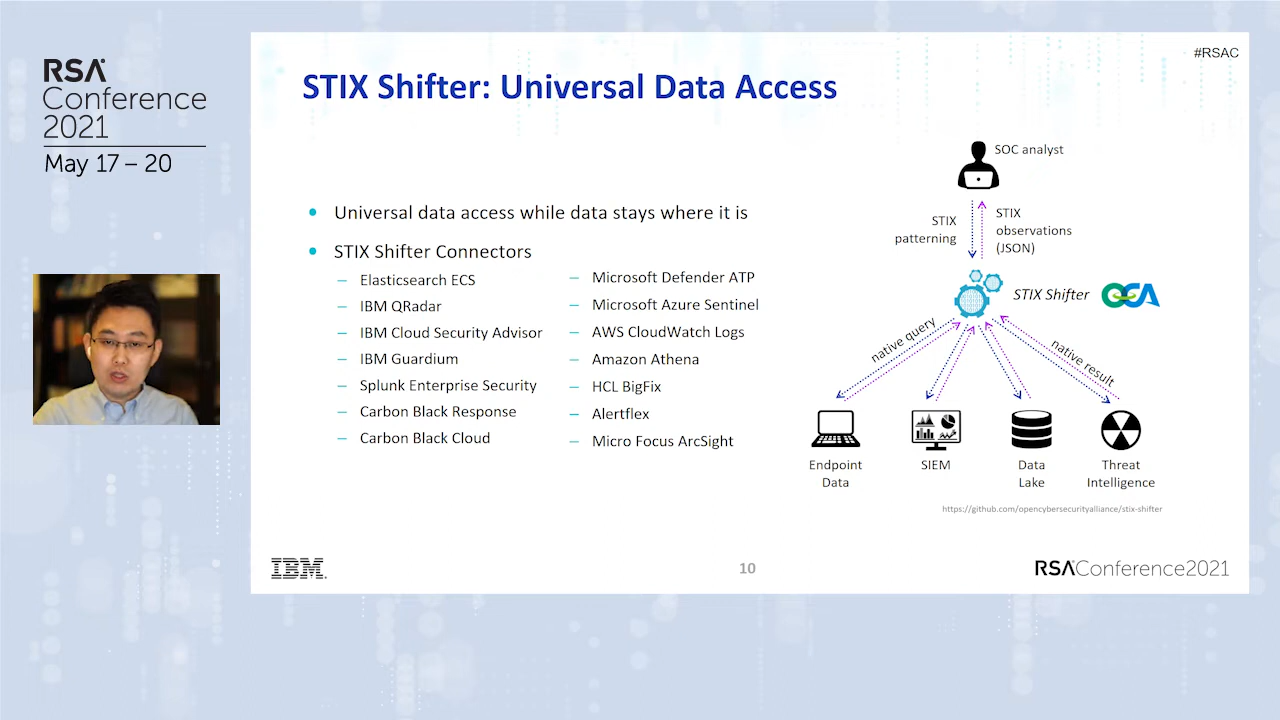 RSA
Conference
2021
May 17 – 20
#RSAC
STIX Shifter: Universal Data Access
• Universal data access while data stays where it is
• STIX Shifter Connectors
– Elasticsearch ECS
– IBM QRadar
– IBM Cloud Security Advisor
– IBM Guardium
– Splunk Enterprise Security
– Carbon Black Response
– Carbon Black Cloud
– Microsoft Defender ATP
– Microsoft Azure Sentinel
– AWS CloudWatch Logs
– Amazon Athena
– HCL BigFix
– Alertflex
– Micro Focus ArcSight
SOC analyst
STIX
patterning
STIX
observations
(JSON)
STIX Shifter
OCA
native query
native result
Endpoint
Data
SIEM
Data
Lake
Threat
Intelligence
https://github.com/opencybersecurityalliance/stix-shifter
IBM.
10
RSAConference2021